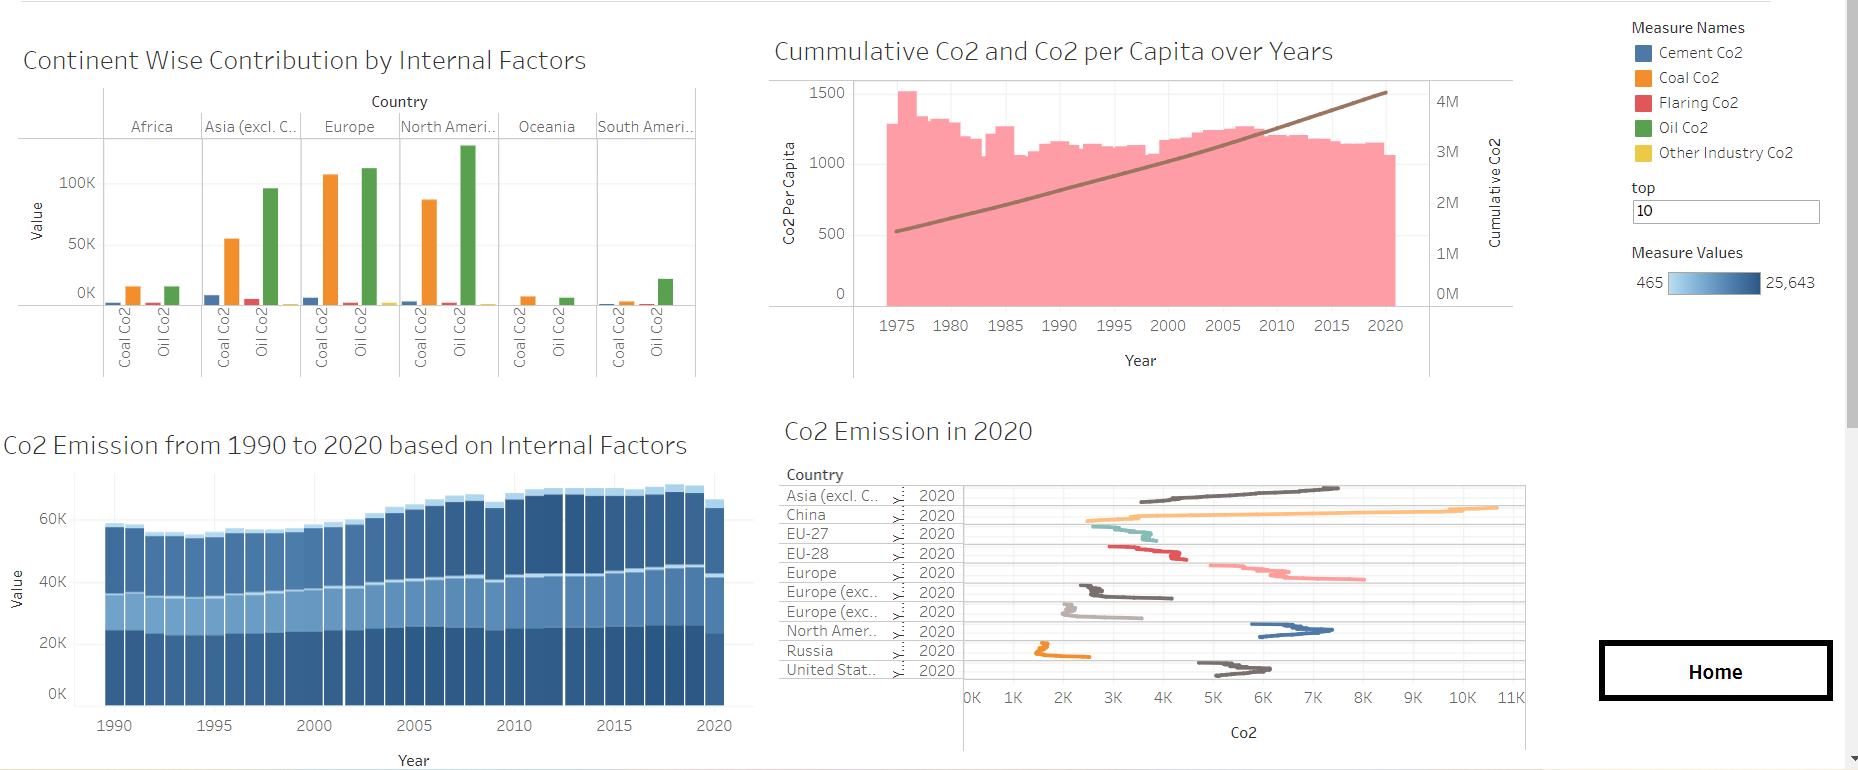 Continent Wise Contribution by Internal Factors
Country
Africa
Asia (excl. C..
Europe
North Ameri..
Oceania
South Ameri..
Value
100K
50K
0K
Coal Co2
Oil Co2
Coal Co2
Oil Co2
Coal Co2
Oil Co2
Coal Co2
Oil Co2
Coal Co2
Oil Co2
Coal Co2
Oil Co2
Cummulative Co2 and Co2 per Capita over Years
Co2 Per Capita
1500
1000
500
0
4M
3M
2M
1M
0M
Cumulative Co2
1975 1980 1985 1990 1995 2000 2005 2010 2015 2020
Year
Measure Names
Cement Co2
Coal Co2
Flaring Co2
Oil Co2
Other Industry Co2
top
10
Measure Values
465 25,643
Co2 Emission from 1990 to 2020 based on Internal Factors
Value
60K
40K
20K
0K
1990 1995 2000 2005 2010 2015 2020
Year
Co2 Emission in 2020
Country
Asia (excl. C.. Y.. 2020
China Y.. 2020
EU-27 Y.. 2020
EU-28 Y.. 2020
Europe Y.. 2020
Europe (exc.. Y.. 2020
Europe (exc.. Y.. 2020
North Amer.. Y.. 2020
Russia Y.. 2020
United Stat.. Y.. 2020
0K 1K 2K 3K 4K 5K 6K 7K 8K 9K 10K 11K
Co2
Home